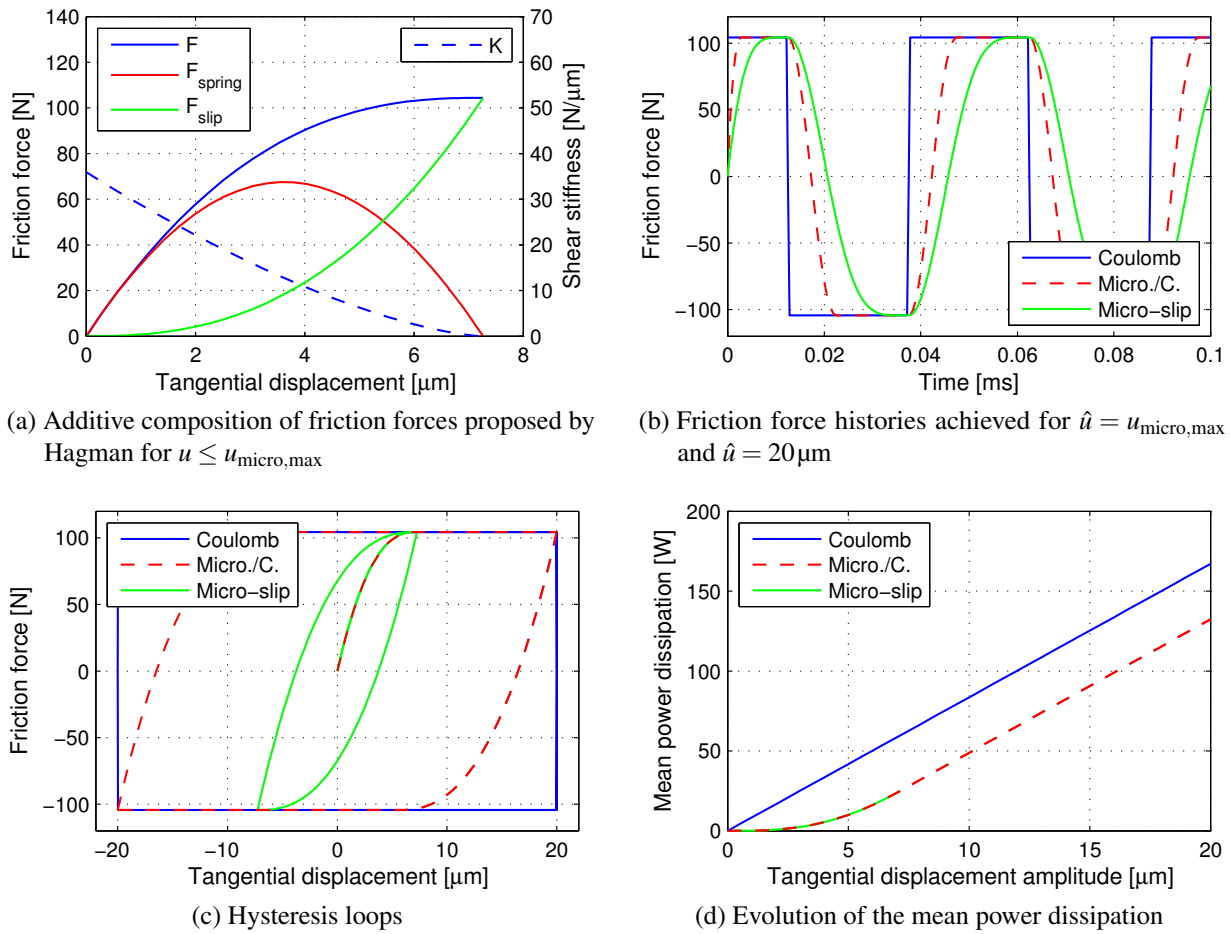 140
120
100
80
60
40
20
0
Friction force [N]
F
F_spring
F_slip
K
70
60
50
40
30
20
10
0
Shear stiffness [N/μm]
0 2 4 6 8
Tangential displacement [μm]
(a) Additive composition of friction forces proposed by
Hagman for u ≤ u_micro,max
100
50
0
−50
−100
Friction force [N]
Coulomb
Micro./C.
Micro−slip
0 0.02 0.04 0.06 0.08 0.1
Time [ms]
(b) Friction force histories achieved for û = u_micro,max
and û = 20μm
100
50
0
−50
−100
Friction force [N]
Coulomb
Micro./C.
Micro−slip
−20 −10 0 10 20
Tangential displacement [μm]
(c) Hysteresis loops
200
150
100
50
0
Mean power dissipation [W]
Coulomb
Micro./C.
Micro−slip
0 5 10 15 20
Tangential displacement amplitude [μm]
(d) Evolution of the mean power dissipation